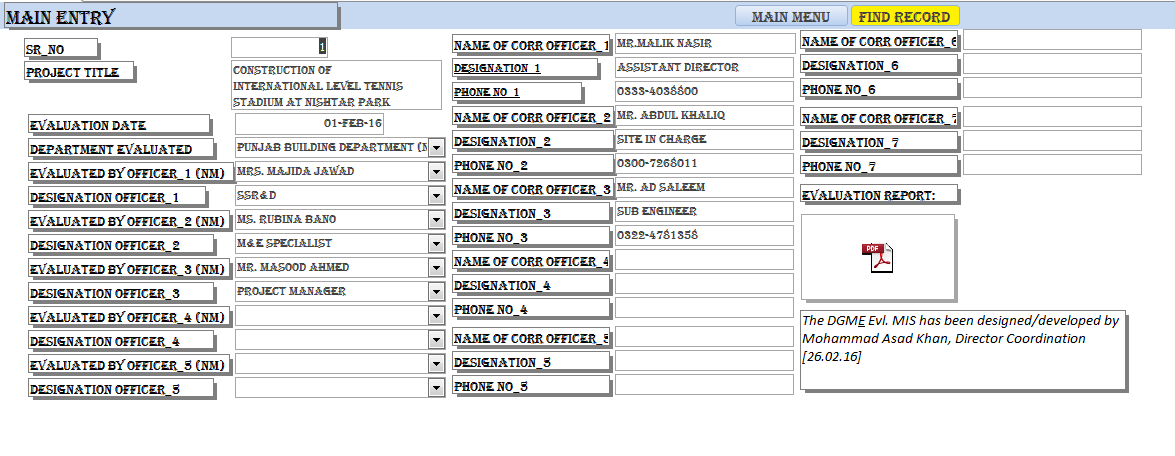 MAIN ENTRY
MAIN MENU
FIND RECORD
SR_NO
1
PROJECT TITLE
CONSTRUCTION OF
INTERNATIONAL LEVEL TENNIS
STADIUM AT NISHTAR PARK
EVALUATION DATE
01-FEB-16
DEPARTMENT EVALUATED
PUNJAB BUILDING DEPARTMENT (N
EVALUATED BY OFFICER_1 (NM)
MRS. MAJIDA JAWAD
DESIGNATION OFFICER_1
SSR&D
EVALUATED BY OFFICER_2 (NM)
MS. RUBINA BANO
DESIGNATION OFFICER_2
M&E SPECIALIST
EVALUATED BY OFFICER_3 (NM)
MR. MASOOD AHMED
DESIGNATION OFFICER_3
PROJECT MANAGER
EVALUATED BY OFFICER_4 (NM)
DESIGNATION OFFICER_4
EVALUATED BY OFFICER_5 (NM)
DESIGNATION OFFICER_5
NAME OF CORR OFFICER_1
MR.MALIK NASIR
DESIGNATION_1
ASSISTANT DIRECTOR
PHONE NO_1
0333-4038800
NAME OF CORR OFFICER_2
MR. ABDUL KHALIQ
DESIGNATION_2
SITE IN CHARGE
PHONE NO_2
0300-7268011
NAME OF CORR OFFICER_3
MR. AD SALEEM
DESIGNATION_3
SUB ENGINEER
PHONE NO_3
0322-4781358
NAME OF CORR OFFICER_4
DESIGNATION_4
PHONE NO_4
NAME OF CORR OFFICER_5
DESIGNATION_5
PHONE NO_5
NAME OF CORR OFFICER_6
DESIGNATION_6
PHONE NO_6
NAME OF CORR OFFICER_7
DESIGNATION_7
PHONE NO_7
EVALUATION REPORT:
PDF
The DGME Evl. MIS has been designed/developed by
Mohammad Asad Khan, Director Coordination
[26.02.16]